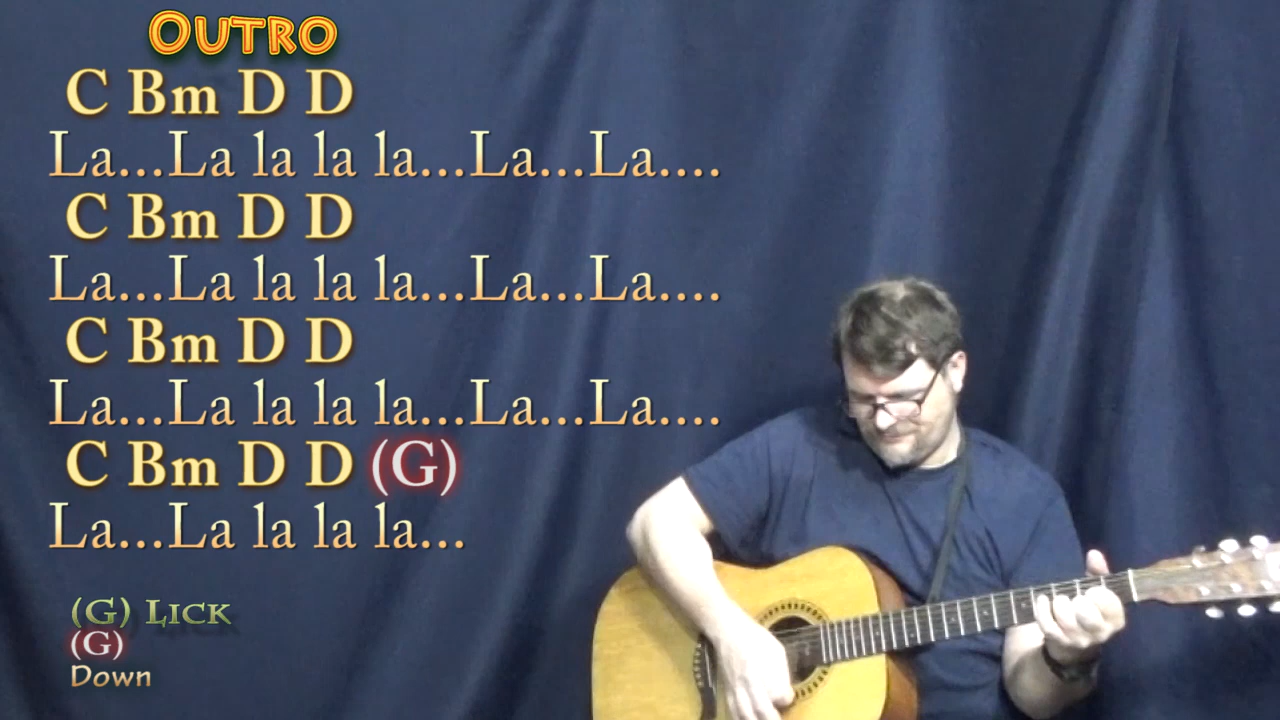 Outro
C Bm D D
La...La la la la...La...La....
C Bm D D
La...La la la la...La...La....
C Bm D D
La...La la la la...La...La....
C Bm D D (G)
La...La la la la...
(G) Lick
(G)
Down